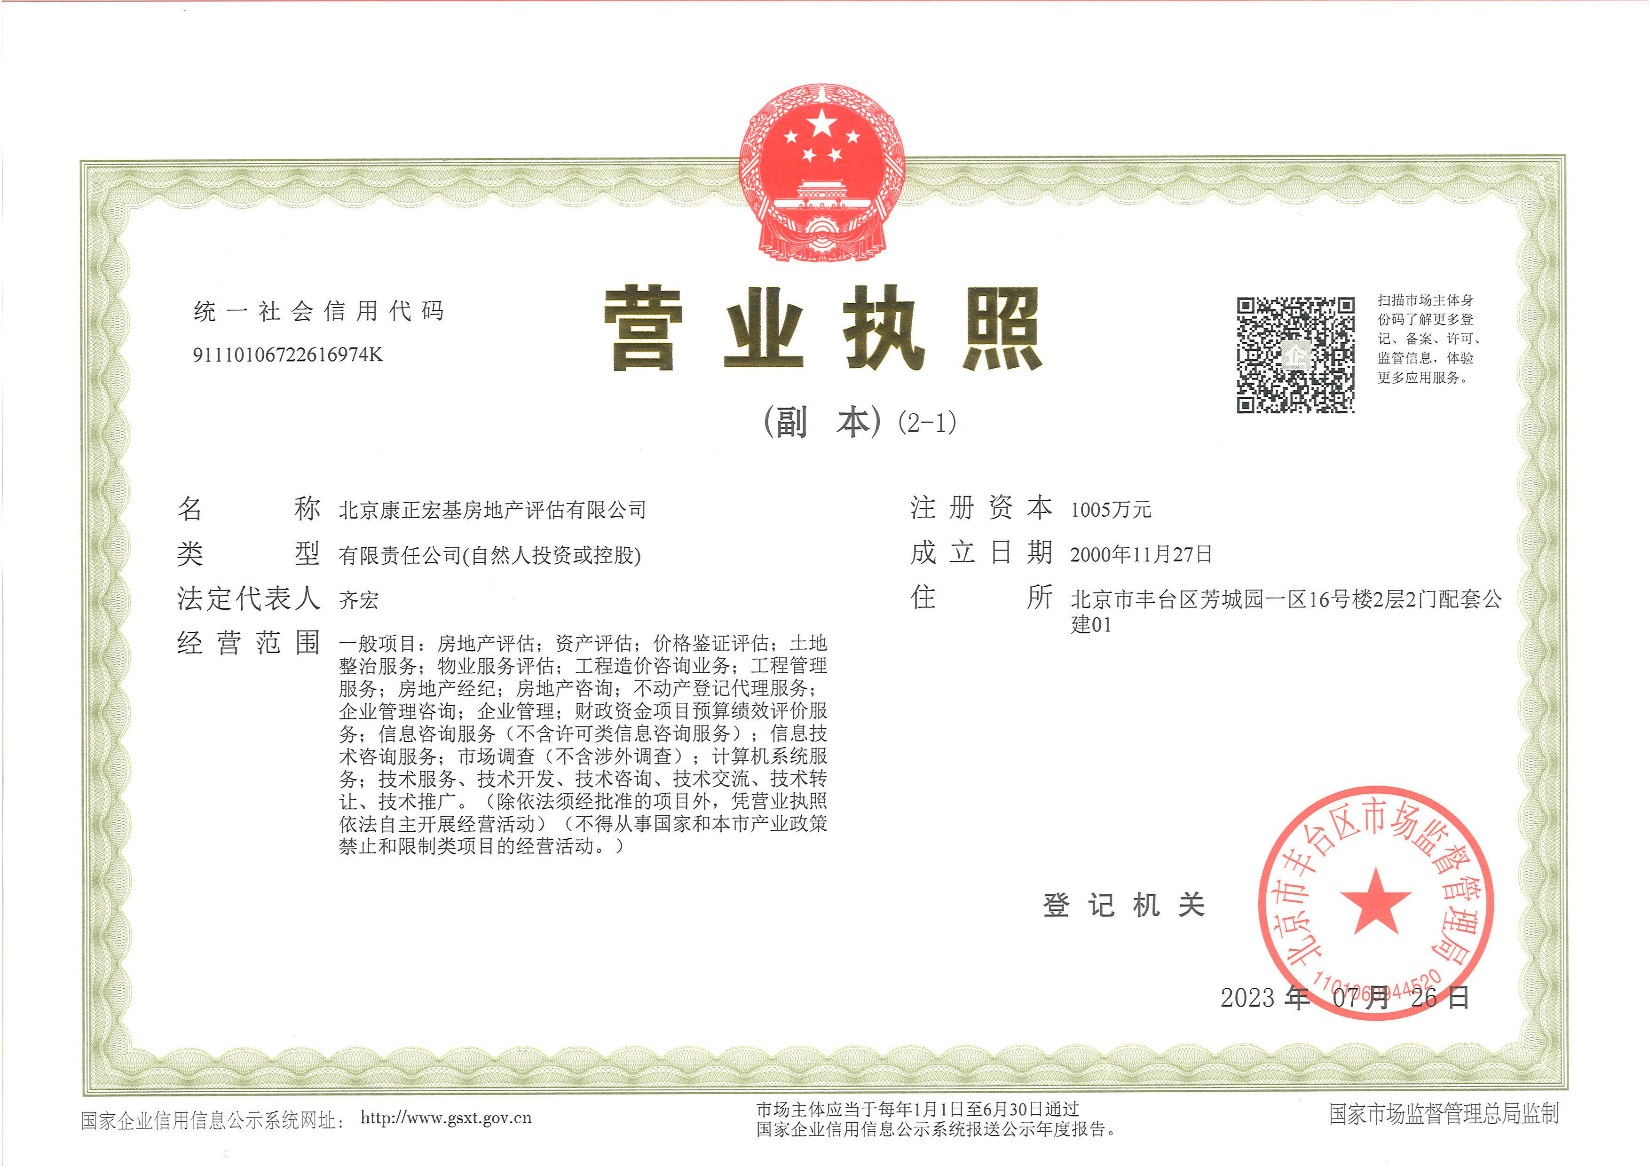 统一社会信用代码
91110106722616974K
营业执照
(副 本)(2-1)
扫描市场主体身
份码了解更多登
记、备案、许可、
监管信息，体验
更多应用服务。
企
名 称 北京康正宏基房地产评估有限公司
类 型 有限责任公司(自然人投资或控股)
法定代表人 齐宏
经营范围 一般项目：房地产评估；资产评估；价格鉴证评估；土地
整治服务；物业服务评估；工程造价咨询业务；工程管理
服务；房地产经纪；房地产咨询；不动产登记代理服务；
企业管理咨询；企业管理；财政资金项目预算绩效评价服
务；信息咨询服务（不含许可类信息咨询服务）；信息技
术咨询服务；市场调查（不含涉外调查）；计算机系统服
务；技术服务、技术开发、技术咨询、技术交流、技术转
让、技术推广。（除依法须经批准的项目外，凭营业执照
依法自主开展经营活动）（不得从事国家和本市产业政策
禁止和限制类项目的经营活动。）
注册资本 1005万元
成立日期 2000年11月27日
住 所 北京市丰台区芳城园一区16号楼2层2门配套公
建01
登记机关
北京市丰台区市场监督管理局
2023 年 07 月 26 日
国家企业信用信息公示系统网址： http://www.gsxt.gov.cn
市场主体应当于每年1月1日至6月30日通过
国家企业信用信息公示系统报送公示年度报告。
国家市场监督管理总局监制